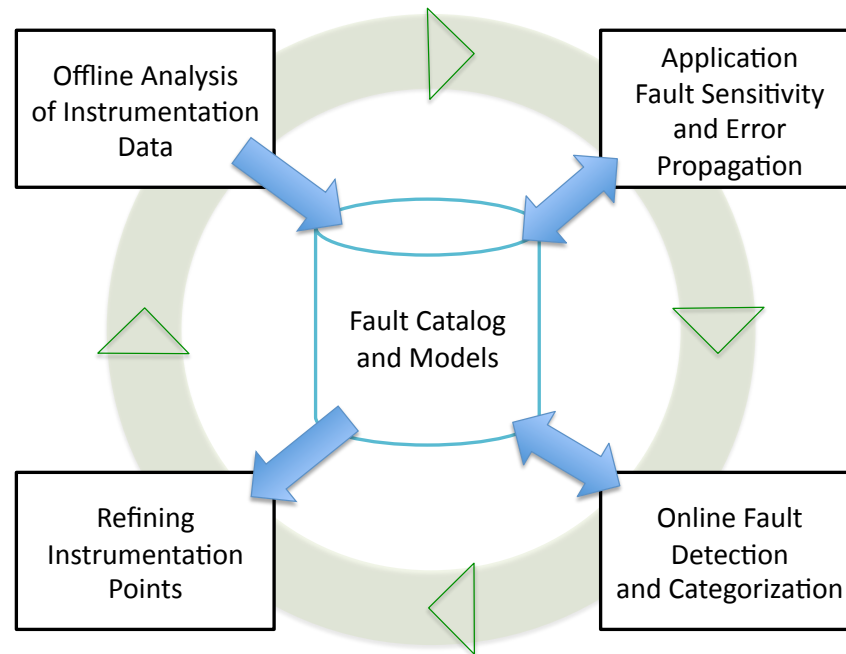 Offline Analysis
of Instrumentation
Data
Application
Fault Sensitivity
and Error
Propagation
Fault Catalog
and Models
Refining
Instrumentation
Points
Online Fault
Detection
and Categorization